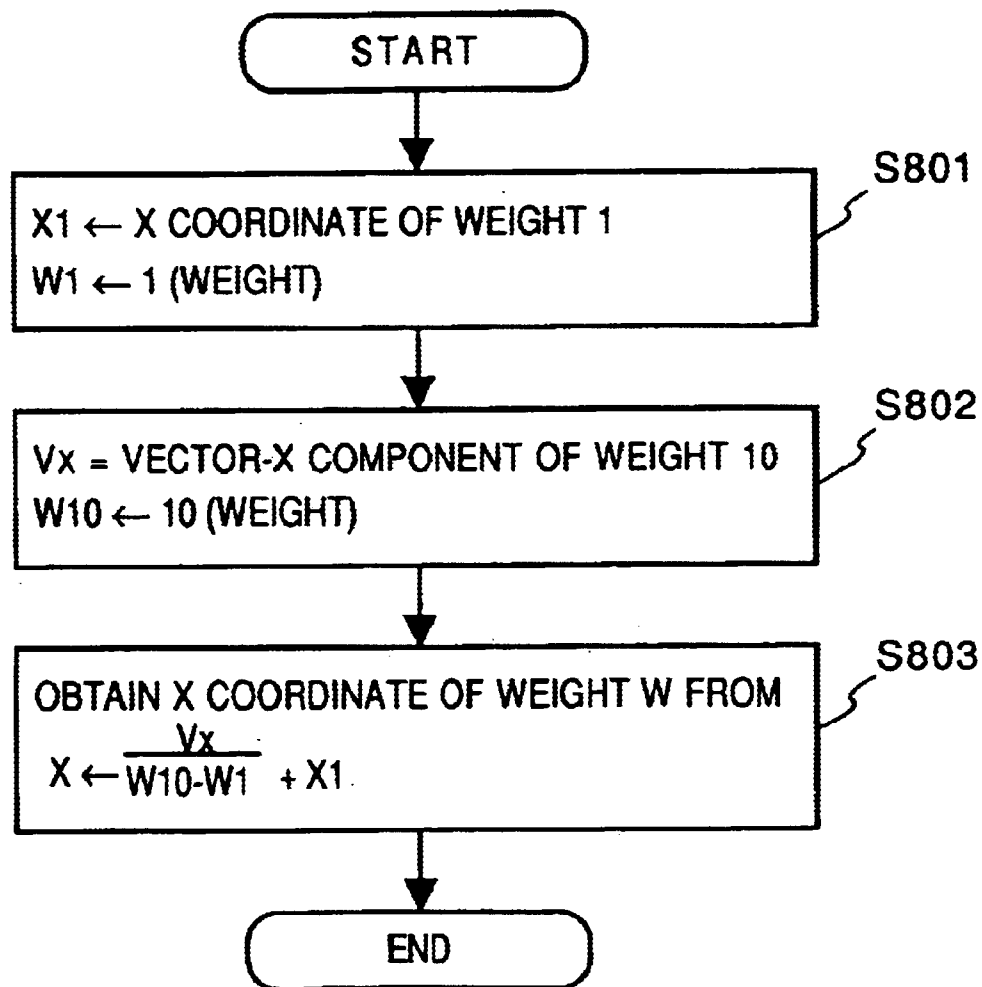 START
S801
X1 ← X COORDINATE OF WEIGHT 1
W1 ← 1 (WEIGHT)
S802
Vx = VECTOR-X COMPONENT OF WEIGHT 10
W10 ← 10 (WEIGHT)
S803
OBTAIN X COORDINATE OF WEIGHT W FROM
Vx
X ← W10-W1 + X1
END